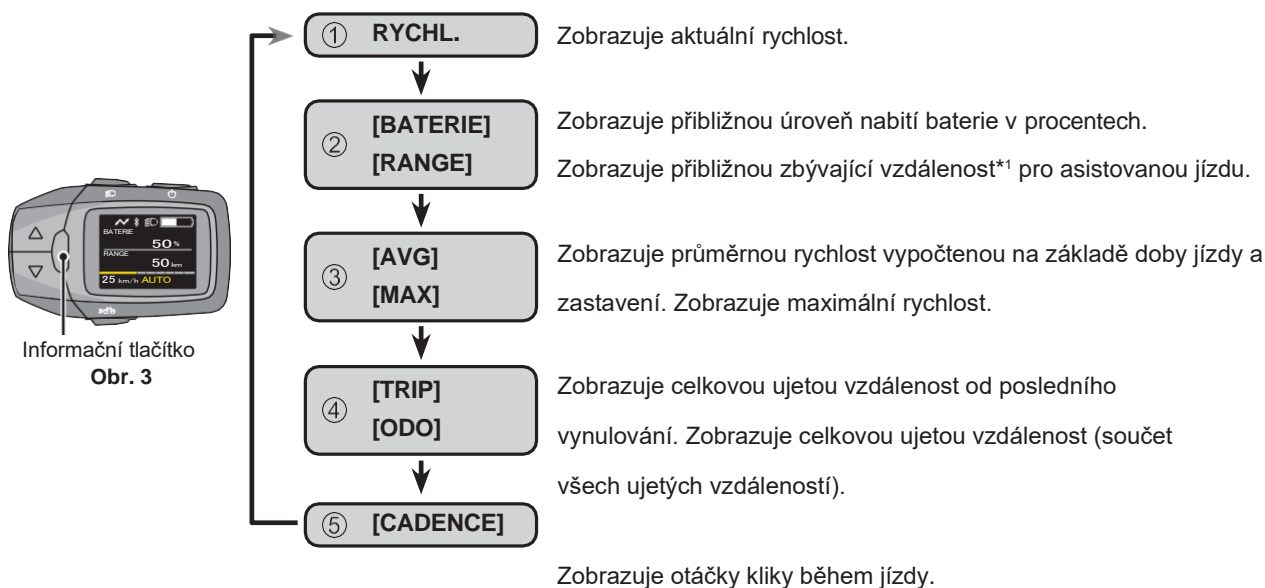 ① RYCHL.
Zobrazuje aktuální rychlost.
② [BATERIE]
[RANGE]
Zobrazuje přibližnou úroveň nabití baterie v procentech.
Zobrazuje přibližnou zbývající vzdálenost*1 pro asistovanou jízdu.
BATERIE
50 %
RANGE
50 km
25 km/h AUTO
Informační tlačítko
Obr. 3
③ [AVG]
[MAX]
Zobrazuje průměrnou rychlost vypočtenou na základě doby jízdy a
zastavení. Zobrazuje maximální rychlost.
④ [TRIP]
[ODO]
Zobrazuje celkovou ujetou vzdálenost od posledního
vynulování. Zobrazuje celkovou ujetou vzdálenost (součet
všech ujetých vzdáleností).
⑤ [CADENCE]
Zobrazuje otáčky kliky během jízdy.